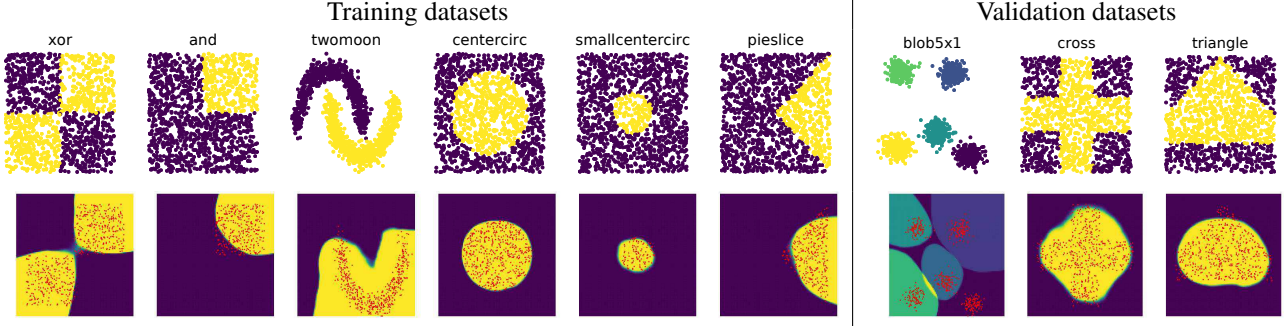 Training datasets
Validation datasets
xor
and
twomoon
centercirc
smallcentercirc
pieslice
blob5x1
cross
triangle